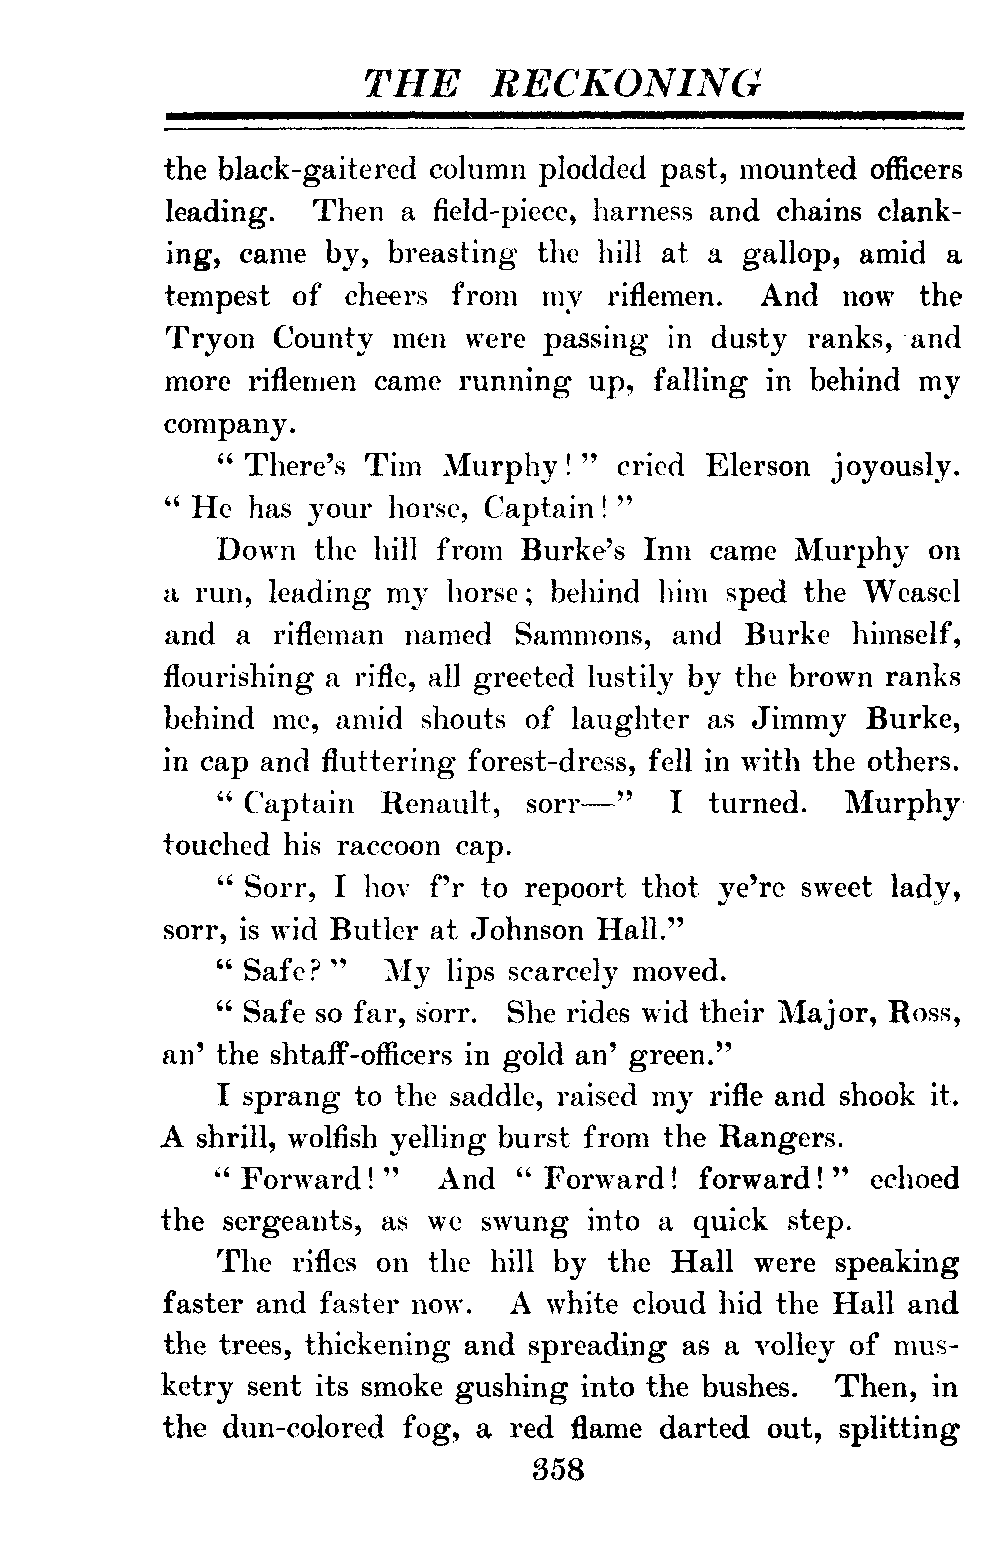 THE RECKONING
the black-gaitered column plodded past, mounted officers
leading. Then a field-piece, harness and chains clank-
ing, came by, breasting the hill at a gallop, amid a
tempest of cheers from my riflemen. And now the
Tryon County men were passing in dusty ranks, and
more riflemen came running up, falling in behind my
company.
“ There’s Tim Murphy! ” cried Elerson joyously.
“ He has your horse, Captain! ”
Down the hill from Burke’s Inn came Murphy on
a run, leading my horse; behind him sped the Weasel
and a rifleman named Sammons, and Burke himself,
flourishing a rifle, all greeted lustily by the brown ranks
behind me, amid shouts of laughter as Jimmy Burke,
in cap and fluttering forest-dress, fell in with the others.
“ Captain Renault, sorr—” I turned. Murphy
touched his raccoon cap.
“ Sorr, I hov f’r to repoort thot ye’re sweet lady,
sorr, is wid Butler at Johnson Hall.”
“ Safe? ” My lips scarcely moved.
“ Safe so far, sorr. She rides wid their Major, Ross,
an’ the shtaff-officers in gold an’ green.”
I sprang to the saddle, raised my rifle and shook it.
A shrill, wolfish yelling burst from the Rangers.
“ Forward! ” And “ Forward! forward! ” echoed
the sergeants, as we swung into a quick step.
The rifles on the hill by the Hall were speaking
faster and faster now. A white cloud hid the Hall and
the trees, thickening and spreading as a volley of mus-
ketry sent its smoke gushing into the bushes. Then, in
the dun-colored fog, a red flame darted out, splitting
358